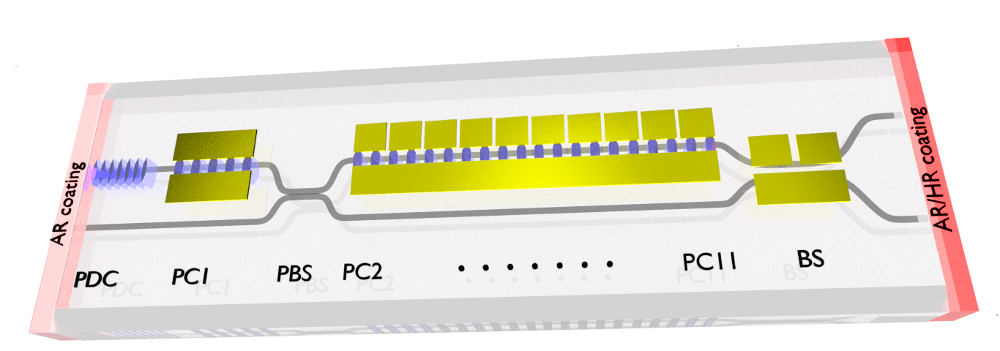 AR coating
AR/HR coating
PDC
PC1
PBS
PC2
.......
PC11
BS